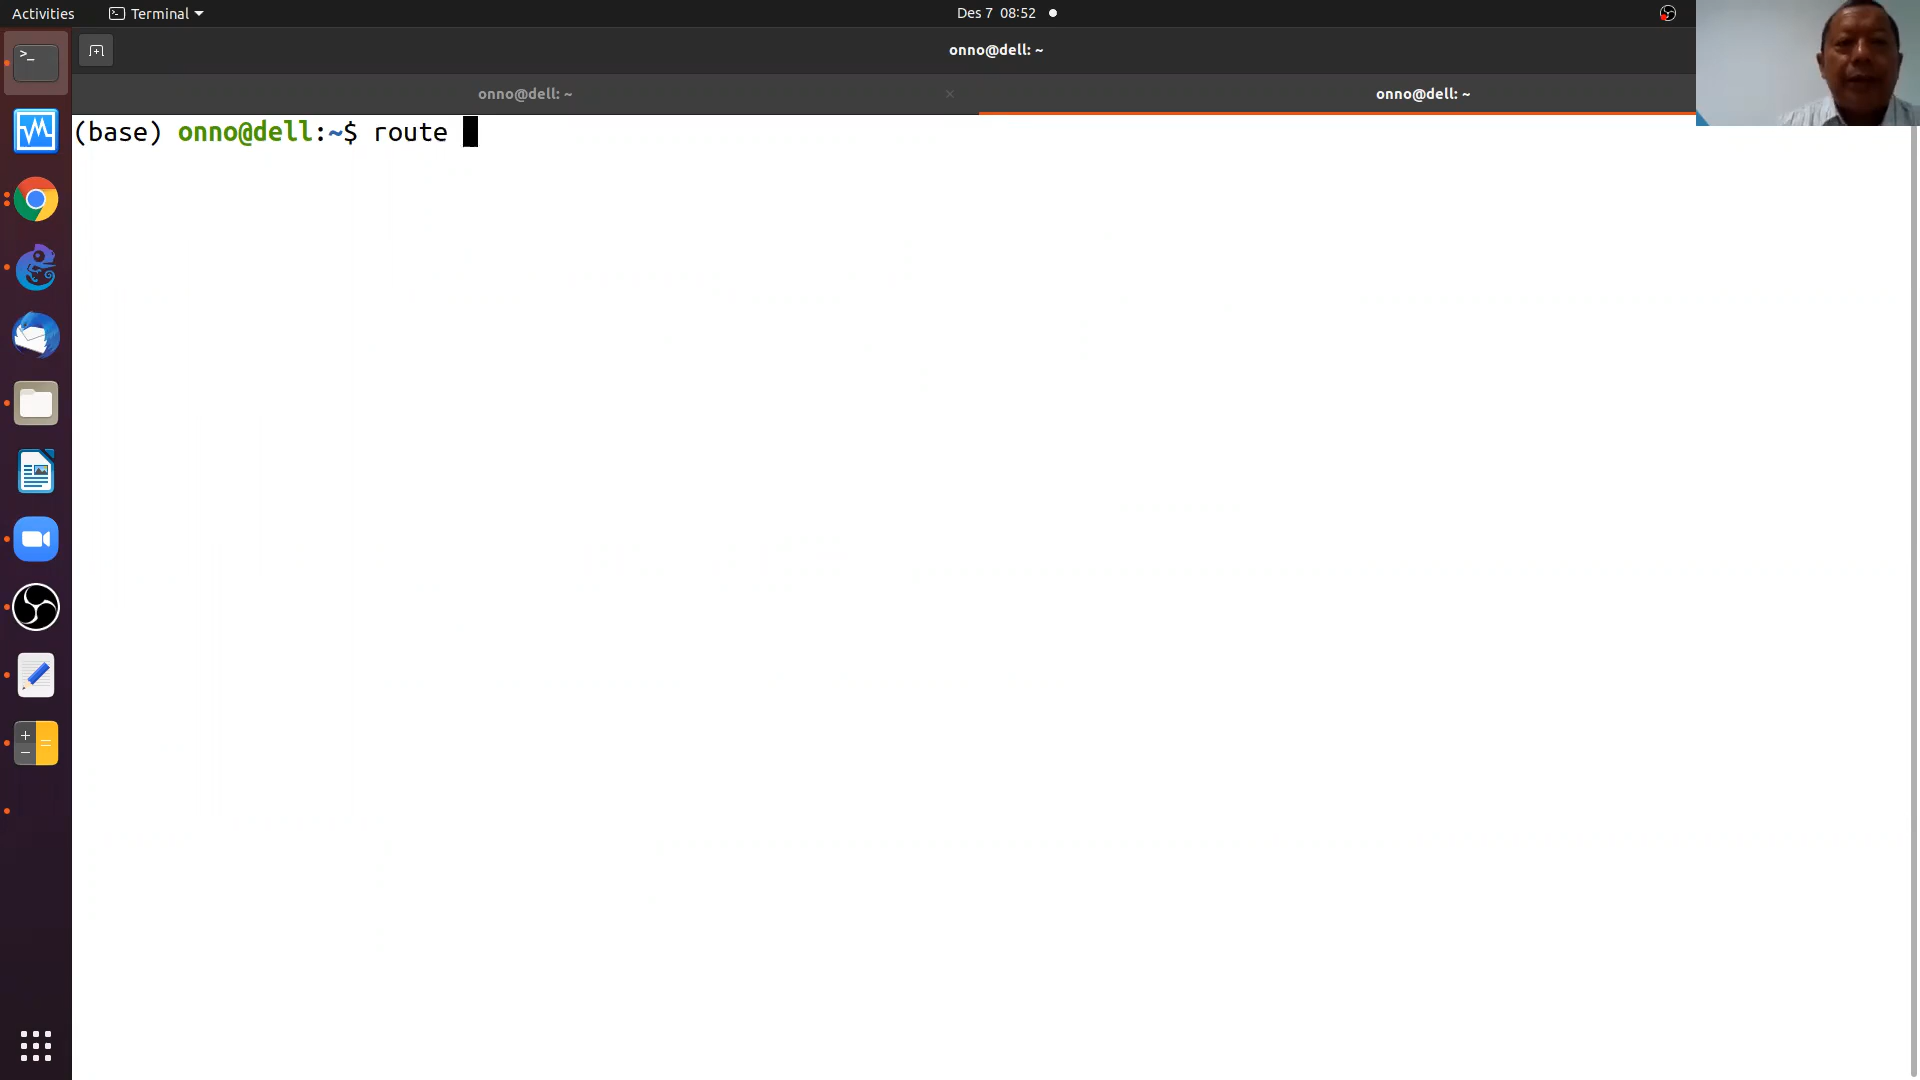 Activities
Terminal
Des 7 08:52
onno@dell: ~
onno@dell: ~
onno@dell: ~
(base) onno@dell:~$ route